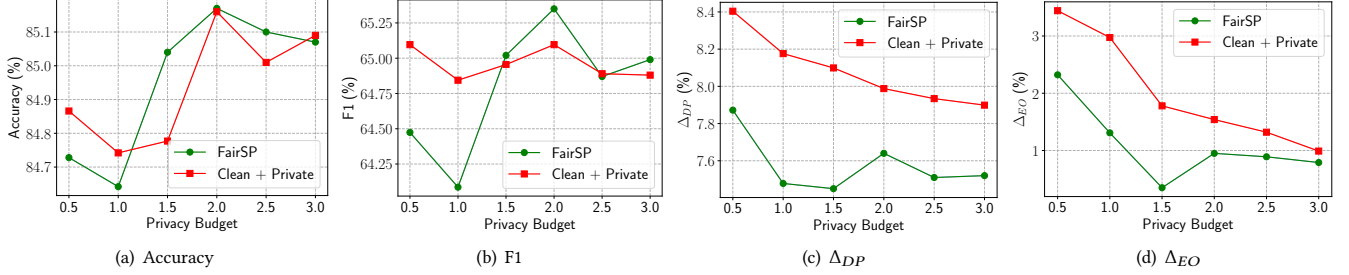 Accuracy (%)
85.1
85.0
84.9
84.8
84.7
FairSP
Clean + Private
0.5 1.0 1.5 2.0 2.5 3.0
Privacy Budget
(a) Accuracy
F1 (%)
65.25
65.00
64.75
64.50
64.25
FairSP
Clean + Private
0.5 1.0 1.5 2.0 2.5 3.0
Privacy Budget
(b) F1
Δ_DP (%)
8.4
8.2
8.0
7.8
7.6
FairSP
Clean + Private
0.5 1.0 1.5 2.0 2.5 3.0
Privacy Budget
(c) Δ_DP
Δ_EO (%)
3
2
1
FairSP
Clean + Private
0.5 1.0 1.5 2.0 2.5 3.0
Privacy Budget
(d) Δ_EO